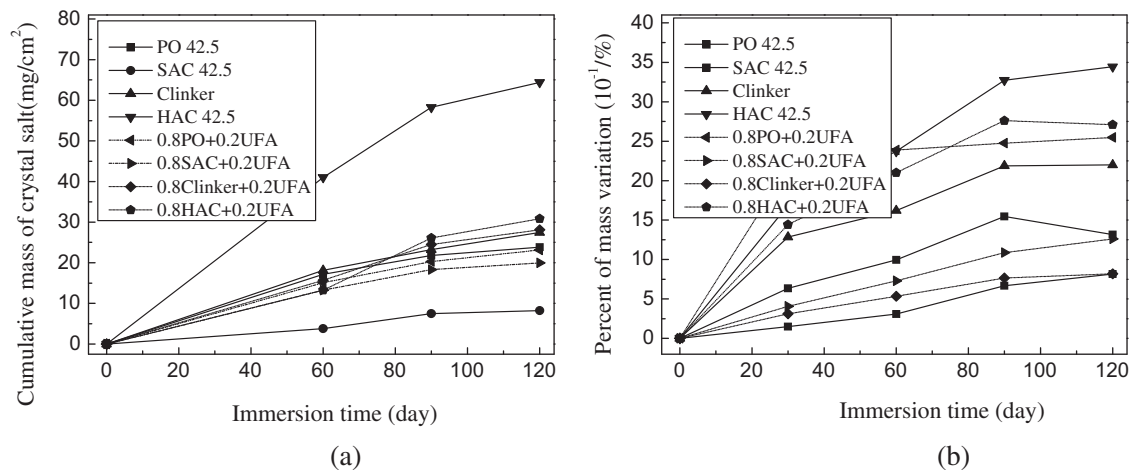 Cumulative mass of crystal salt(mg/cm²)
80
70
60
50
40
30
20
10
0
PO 42.5
SAC 42.5
Clinker
HAC 42.5
0.8PO+0.2UFA
0.8SAC+0.2UFA
0.8Clinker+0.2UFA
0.8HAC+0.2UFA
0 20 40 60 80 100 120
Immersion time (day)
(a)
Percent of mass variation (10⁻¹/%)
40
35
30
25
20
15
10
5
0
PO 42.5
SAC 42.5
Clinker
HAC 42.5
0.8PO+0.2UFA
0.8SAC+0.2UFA
0.8Clinker+0.2UFA
0.8HAC+0.2UFA
0 20 40 60 80 100 120
Immersion time (day)
(b)